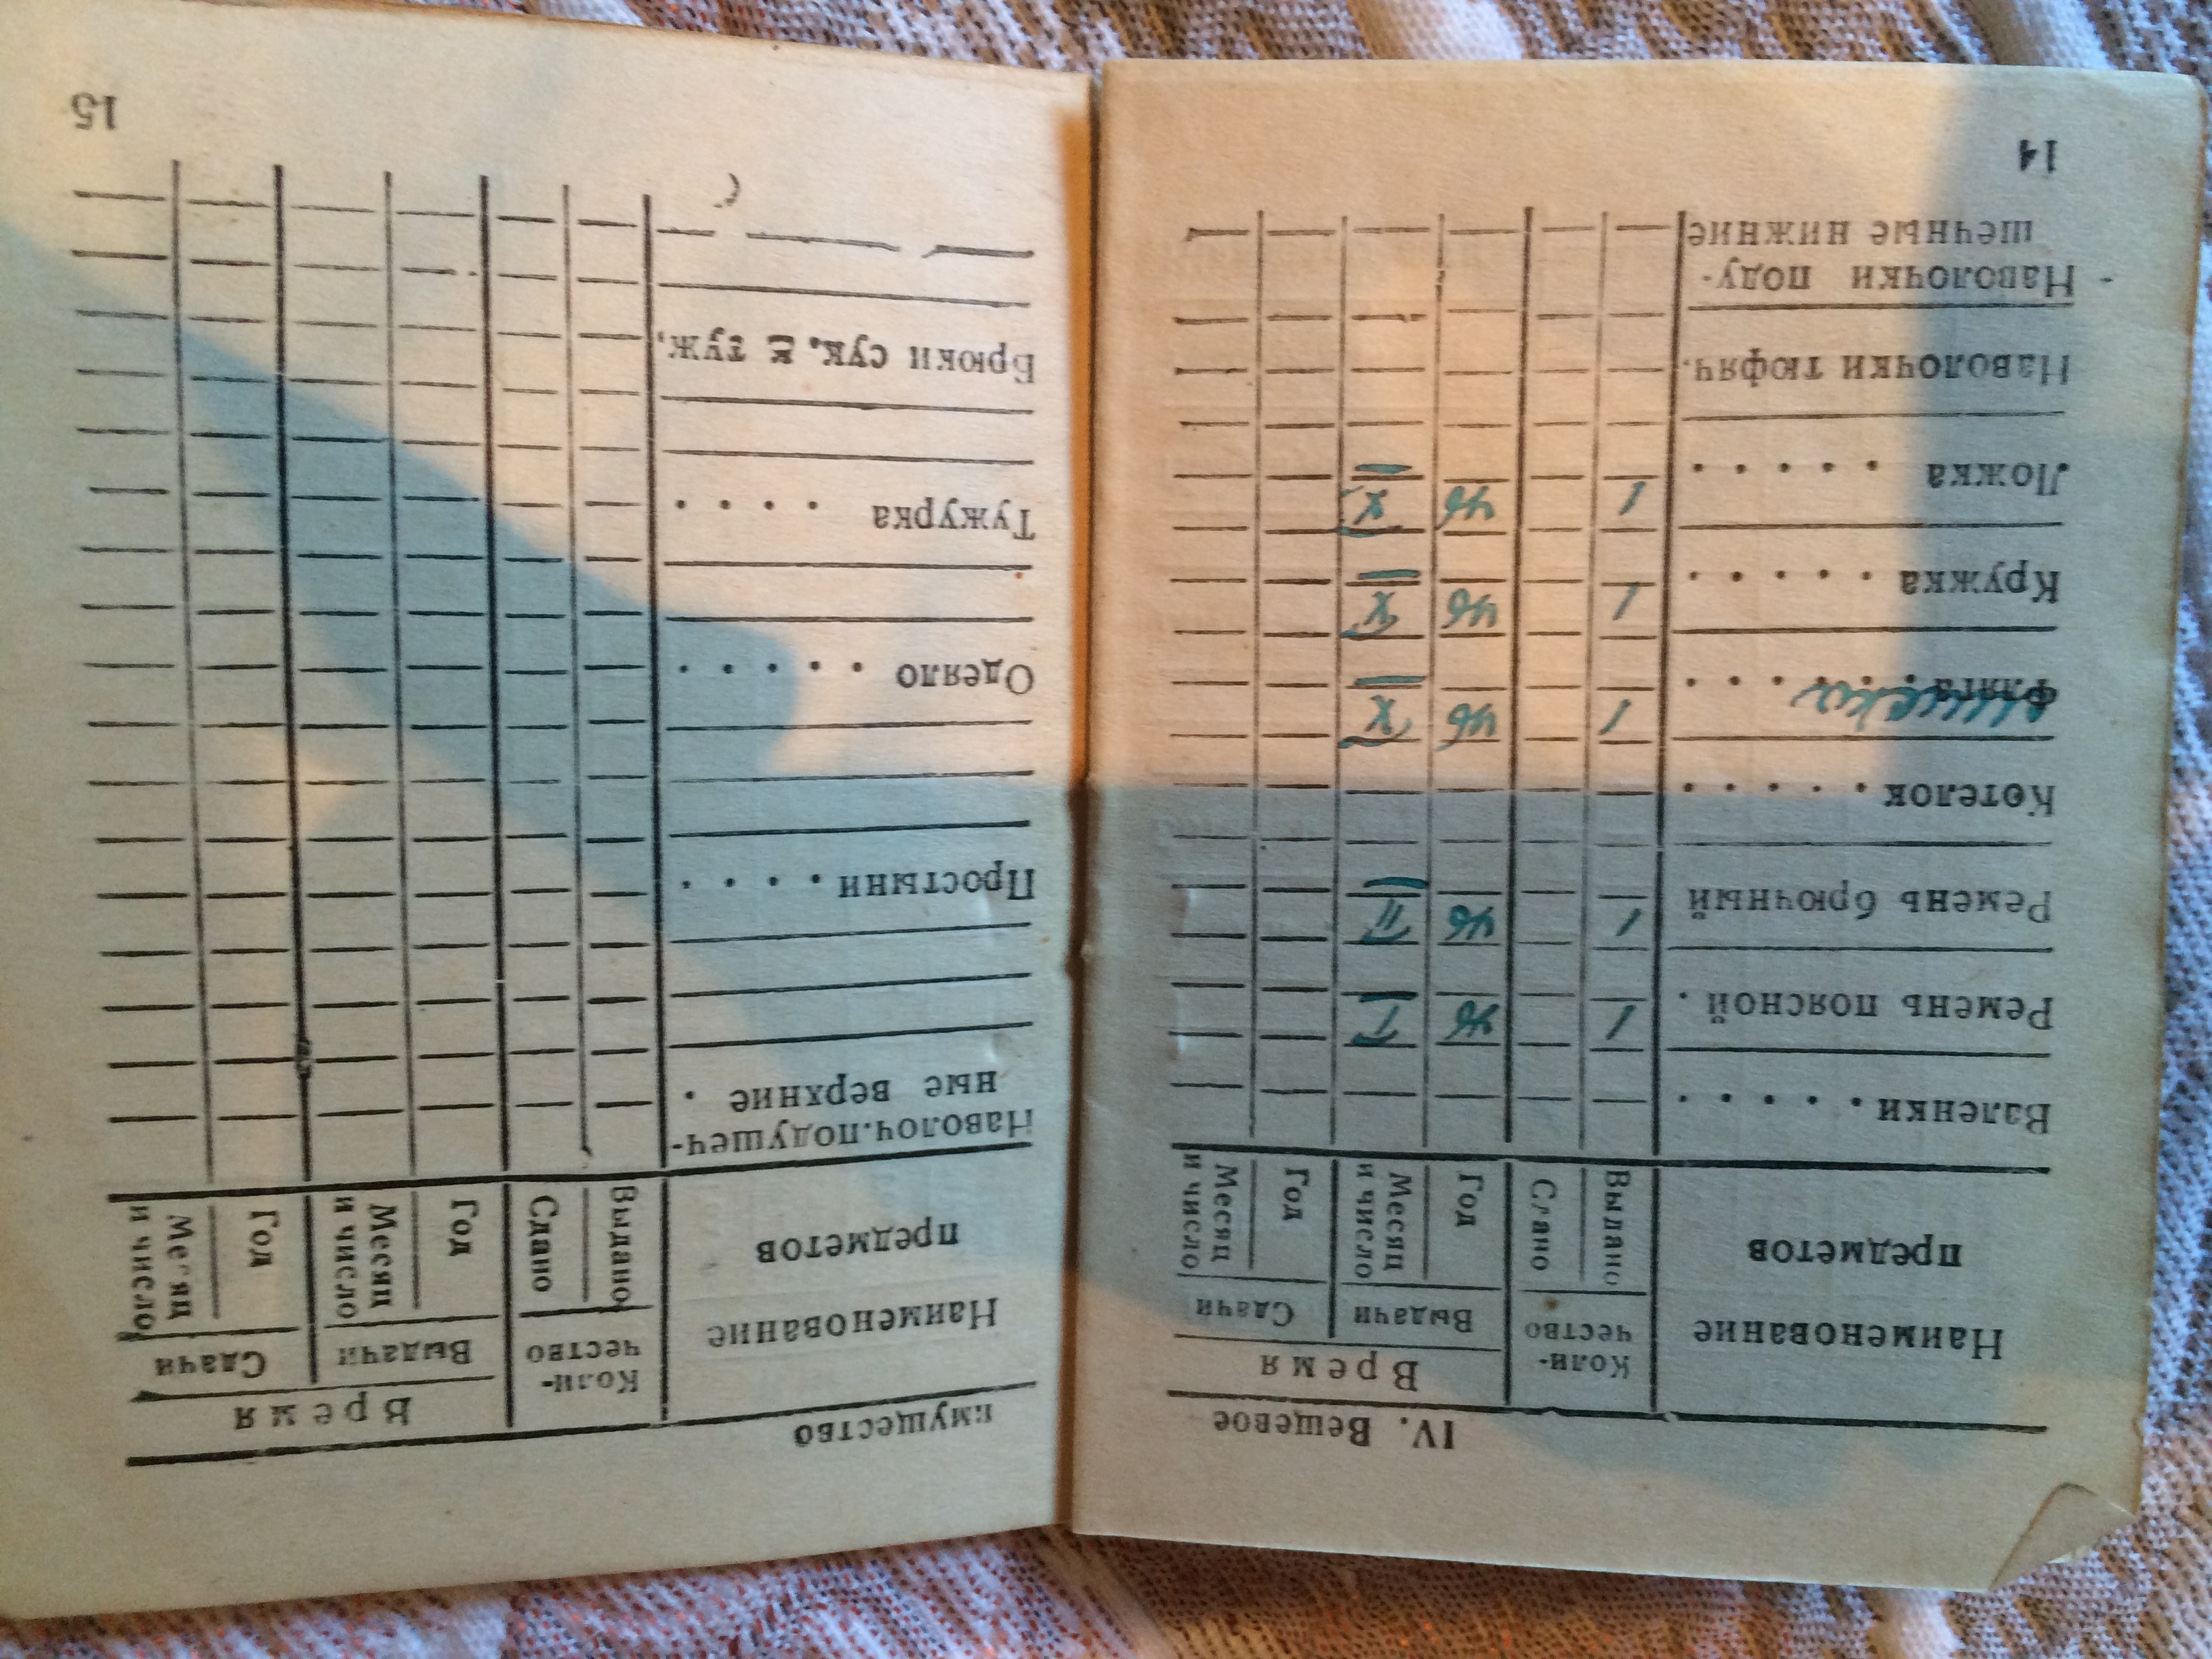 IV. Вещевое
Наименование предметов
Коли-
чество
Время
Выдачи
Сдачи
Выдано
Сдано
Год
Месяц
и число
Год
Месяц
и число
Валенки . . . . .
Ремень поясной . 1 46
Ремень брючный 1 46 II
Котелок . . . . .
Фляга . . . . 1 46 X
Кружка . . . . . 1 46 X
Ложка . . . . . 1 46 X
Наволочки тюфяч.
Наволочки поду-
шечные нижние
14
имущество
Наименование предметов
Коли-
чество
Время
Выдачи
Сдачи
Выдано
Сдано
Год
Месяц
и число
Год
Месяц
и число
Наволоч.подушеч-
ные верхние .
Простыни . . . .
Одеяло . . . . .
Тужурка . . . .
Брюки сук. к туж.
15